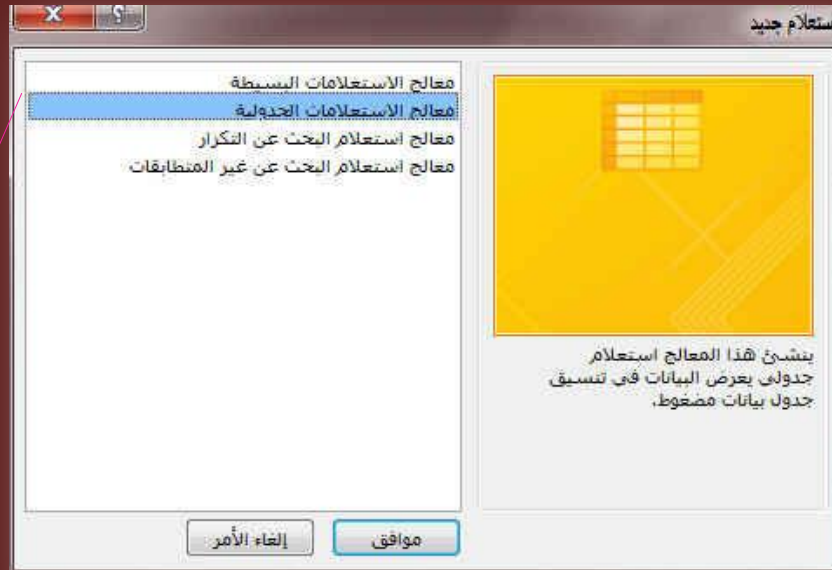 ستعلام جديد
معالج الاستعلامات البسيطة
معالج الاستعلامات الجدولية
معالج استعلام البحث عن التكرار
معالج استعلام البحث عن غير المتطابقات
ينشئ هذا المعالج استعلام
جدولي يعرض البيانات في تنسيق
جدول بيانات مضغوط.
موافق
إلغاء الأمر